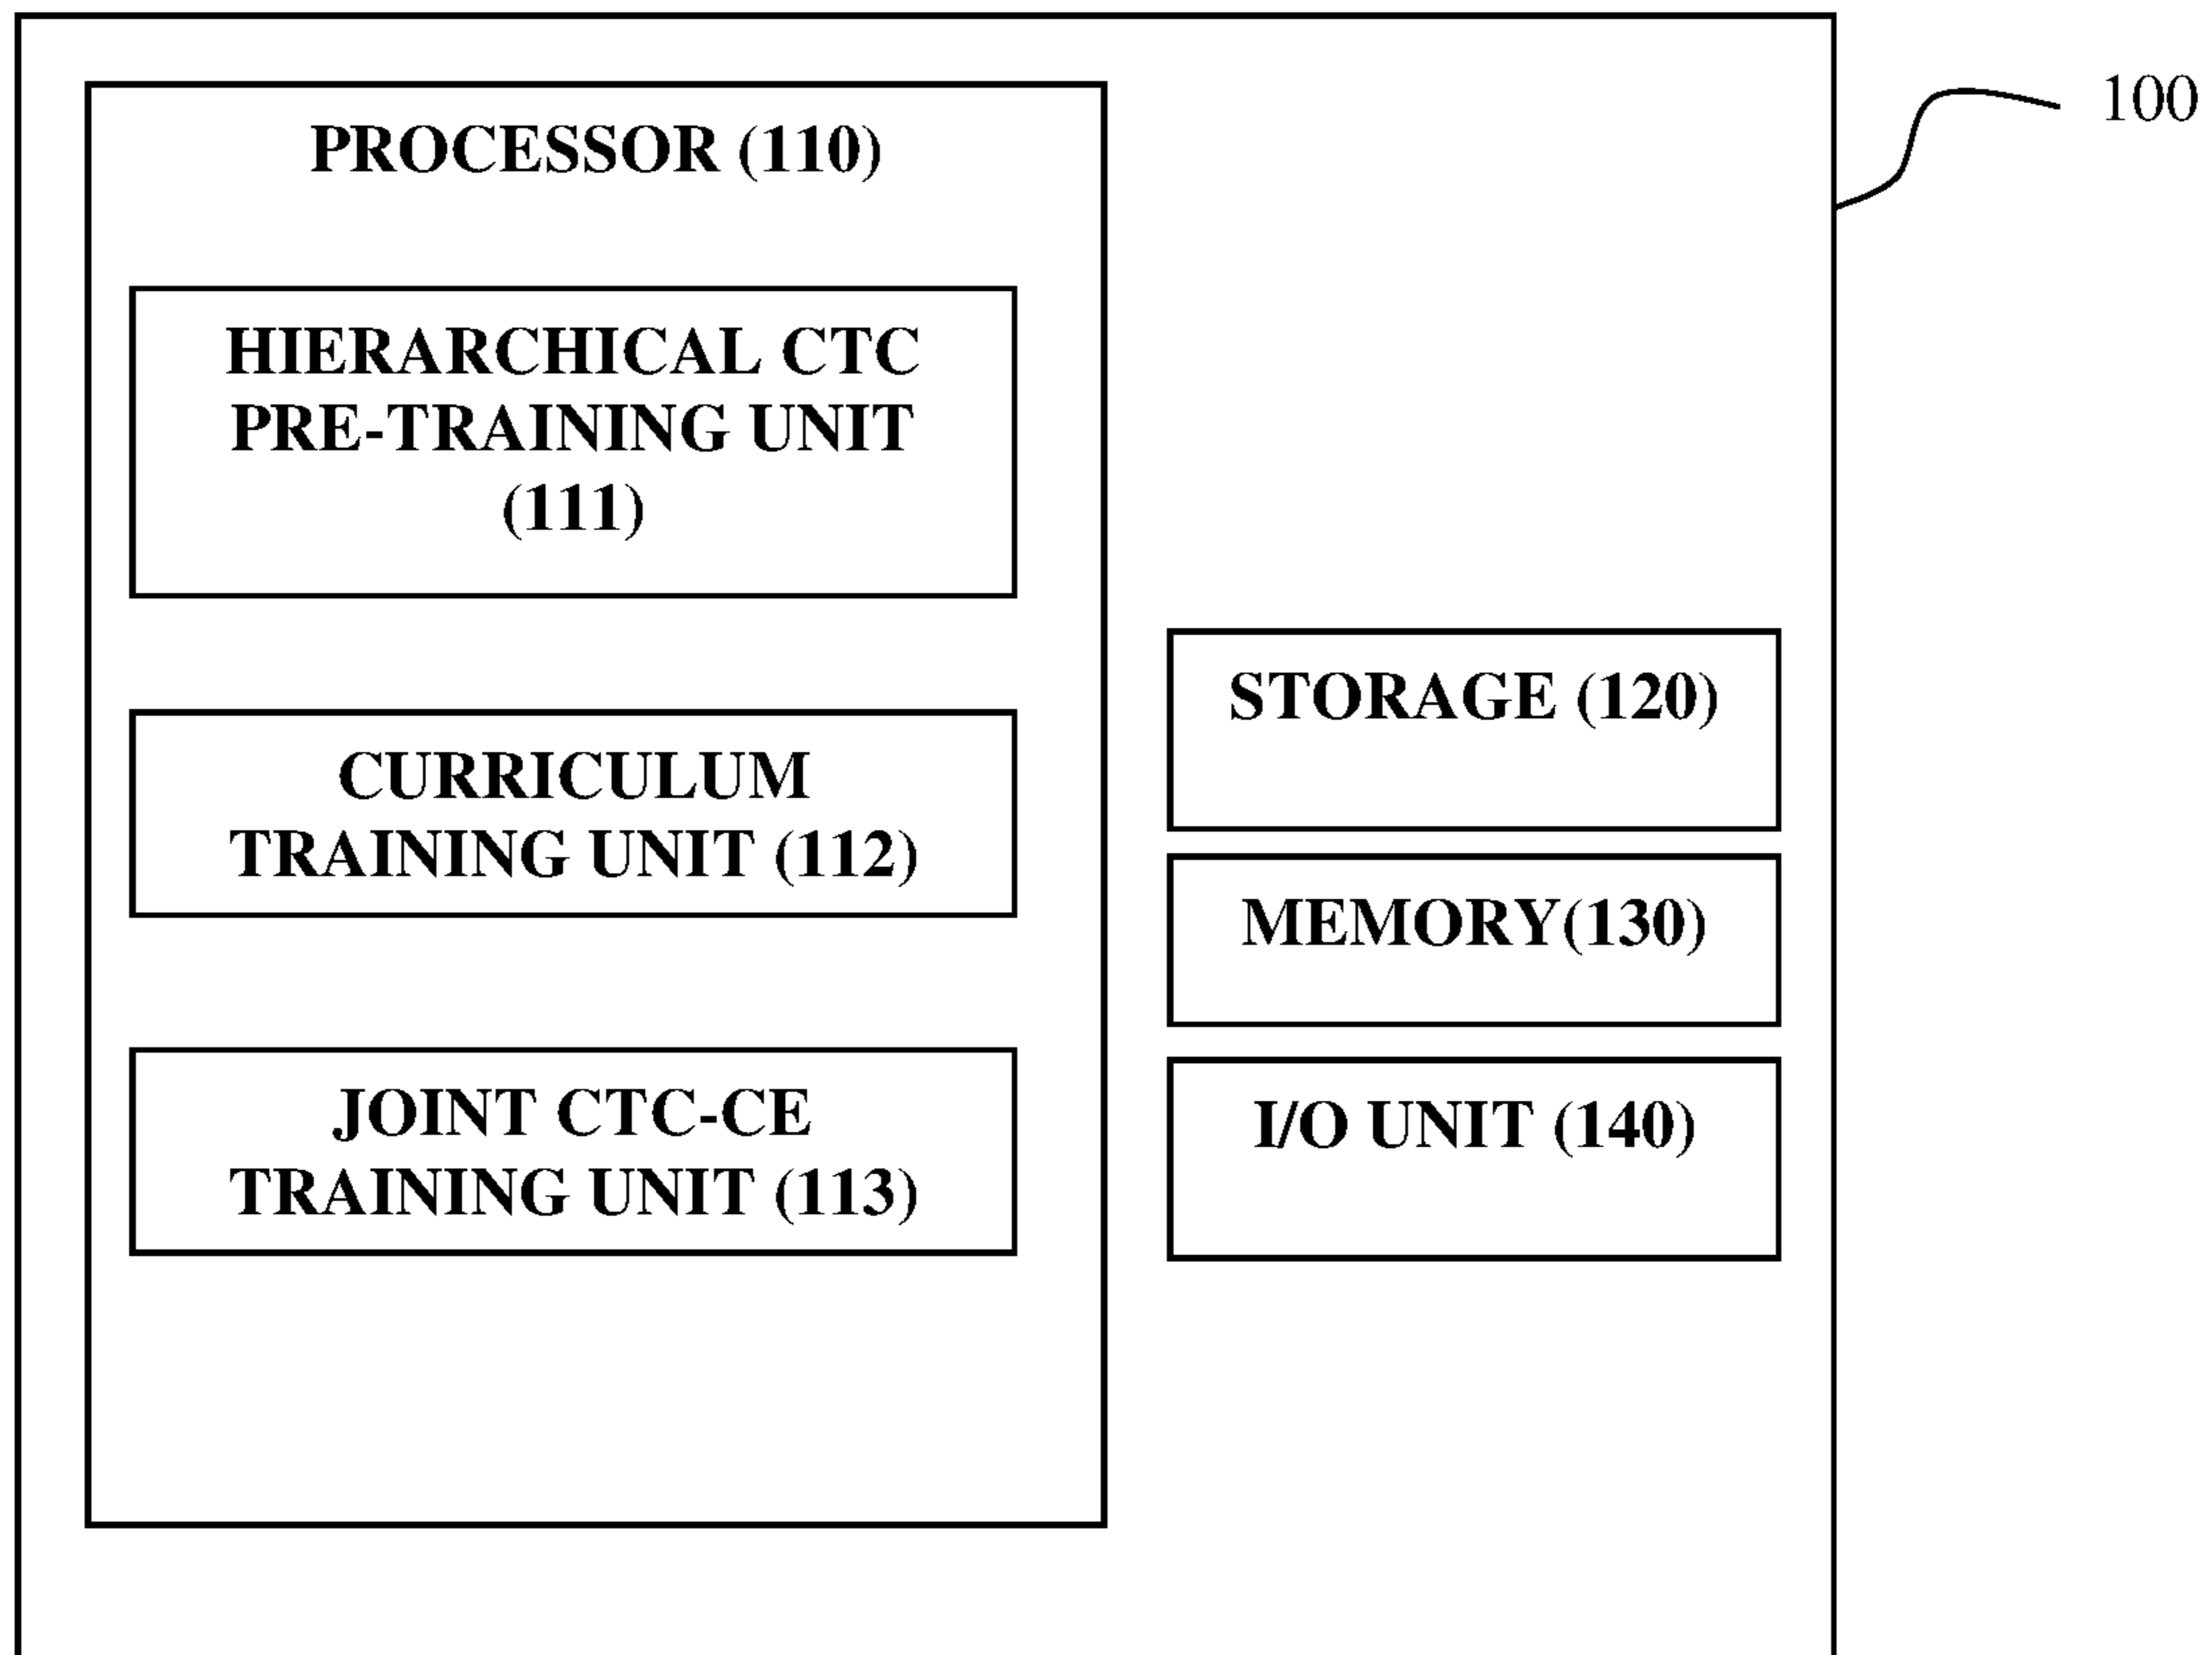 100
PROCESSOR (110)
HIERARCHICAL CTC
PRE-TRAINING UNIT
(111)
CURRICULUM
TRAINING UNIT (112)
JOINT CTC-CE
TRAINING UNIT (113)
STORAGE (120)
MEMORY(130)
I/O UNIT (140)